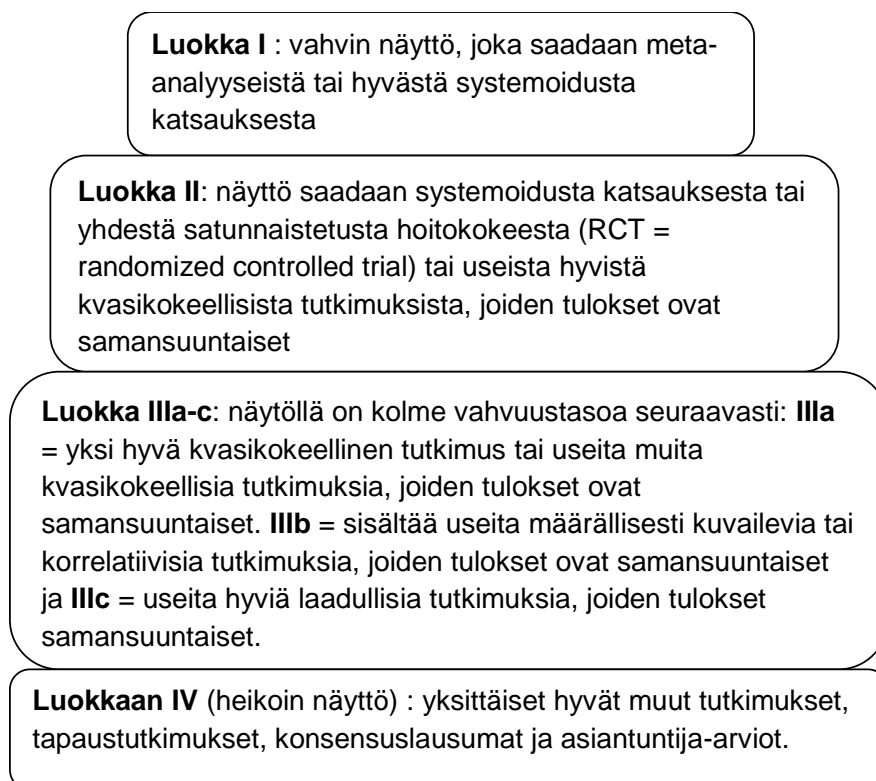 Luokka I : vahvin näyttö, joka saadaan meta-
analyyseistä tai hyvästä systemoidusta
katsauksesta
Luokka II: näyttö saadaan systemoidusta katsauksesta tai
yhdestä satunnaistetusta hoitokokeesta (RCT =
randomized controlled trial) tai useista hyvistä
kvasikokeellisista tutkimuksista, joiden tulokset ovat
samansuuntaiset
Luokka IIIa-c: näytöllä on kolme vahvuustasoa seuraavasti: IIIa
= yksi hyvä kvasikokeellinen tutkimus tai useita muita
kvasikokeellisia tutkimuksia, joiden tulokset ovat
samansuuntaiset. IIIb = sisältää useita määrällisesti kuvailevia tai
korrelatiivisia tutkimuksia, joiden tulokset ovat samansuuntaiset
ja IIIc = useita hyviä laadullisia tutkimuksia, joiden tulokset
samansuuntaiset.
Luokkaan IV (heikoin näyttö) : yksittäiset hyvät muut tutkimukset,
tapaustutkimukset, konsensuslausumat ja asiantuntija-arviot.